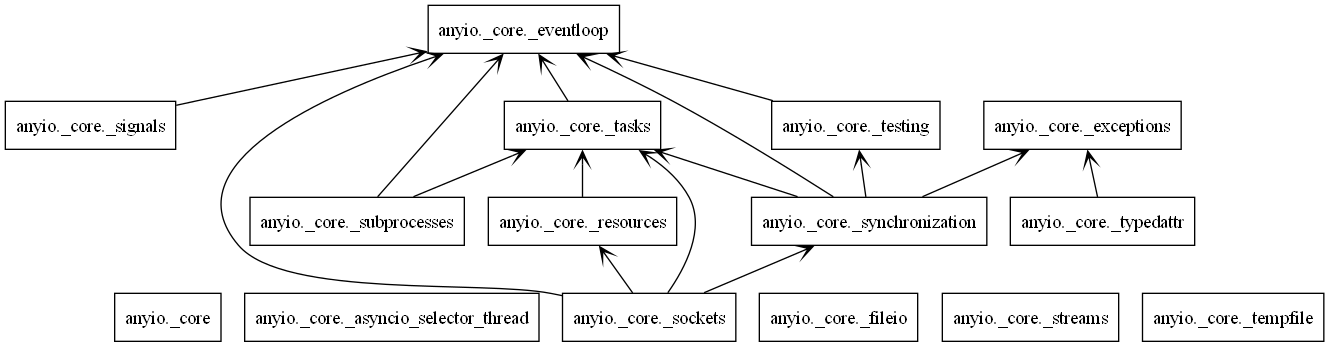 anyio._core._eventloop
anyio._core._signals
anyio._core._tasks
anyio._core._testing
anyio._core._exceptions
anyio._core._subprocesses
anyio._core._resources
anyio._core._synchronization
anyio._core._typedattr
anyio._core
anyio._core._asyncio_selector_thread
anyio._core._sockets
anyio._core._fileio
anyio._core._streams
anyio._core._tempfile